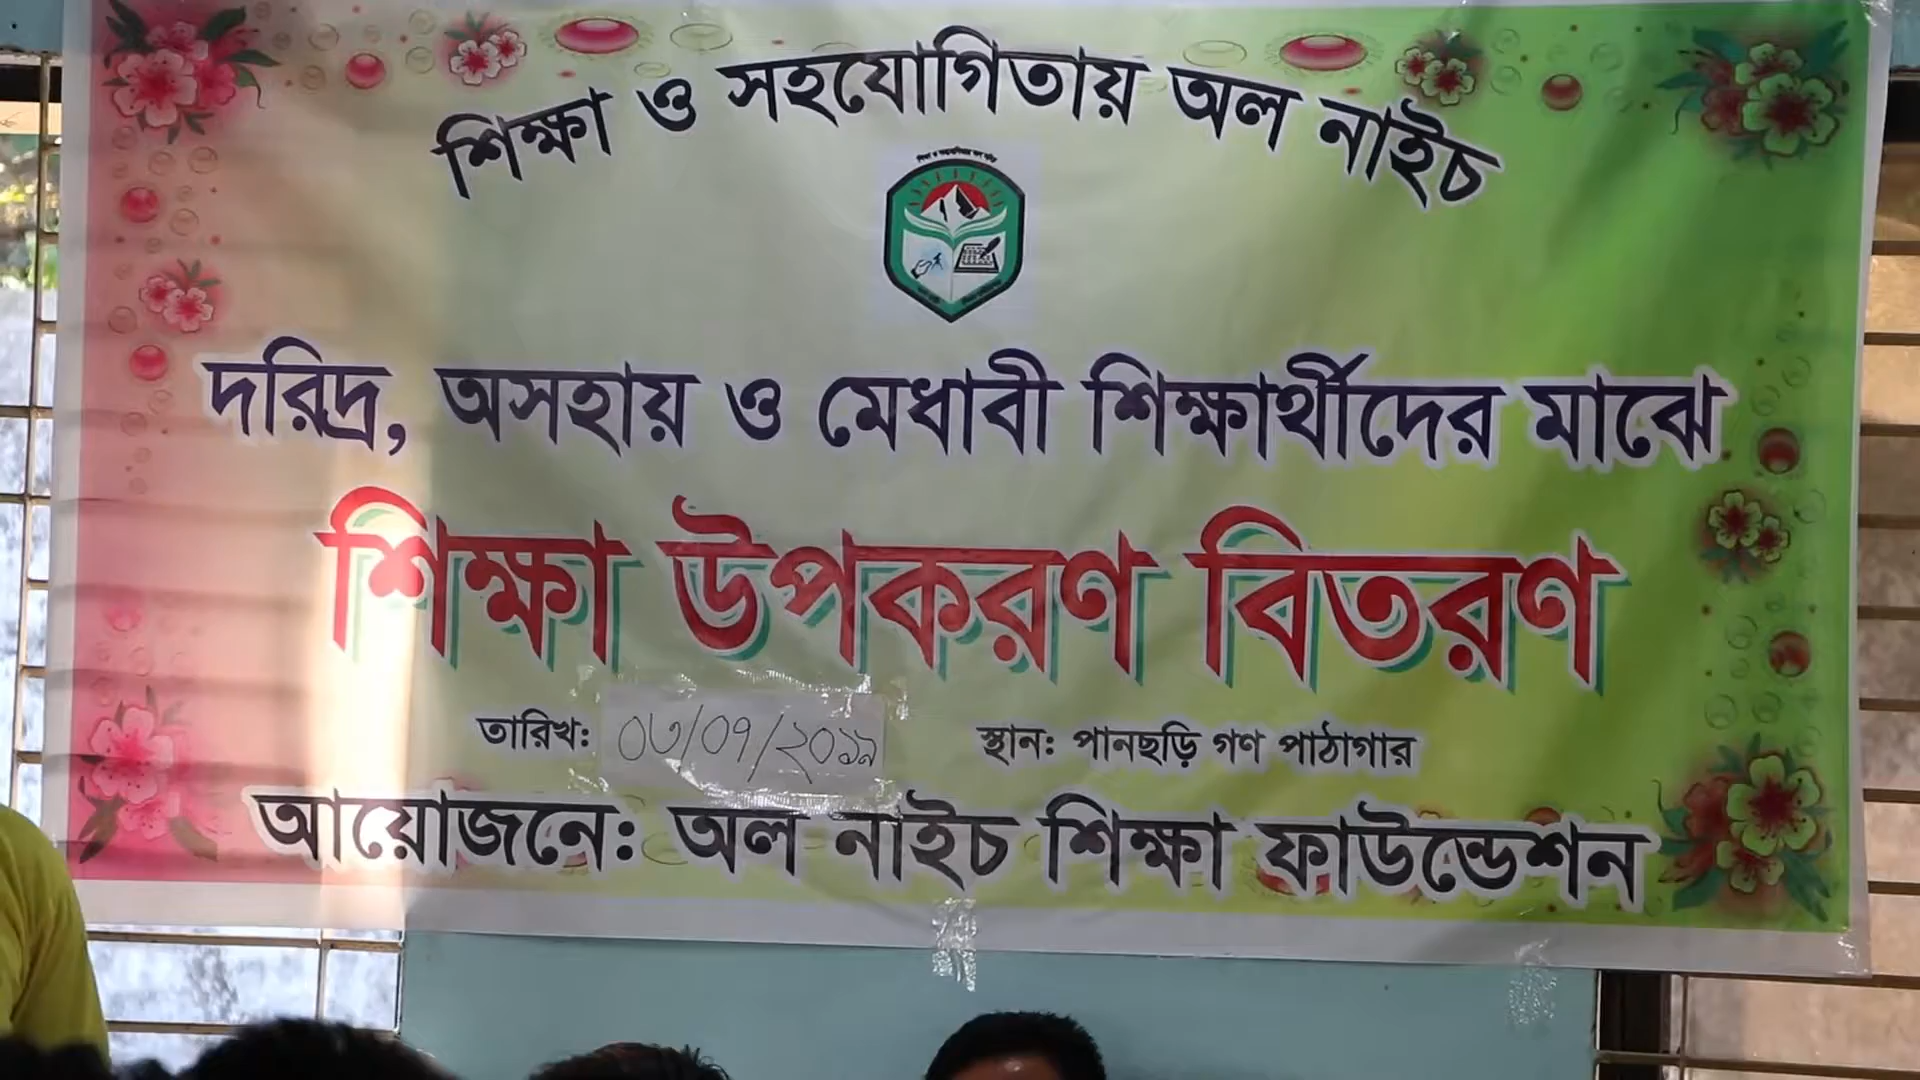 শিক্ষা ও সহযোগিতায় অল নাইচ
দরিদ্র, অসহায় ও মেধাবী শিক্ষার্থীদের মাঝে
শিক্ষা উপকরণ বিতরণ
তারিখ: ০৩/০৭/২০১৯ স্থান: পানছড়ি গণ পাঠাগার
আয়োজনে: অল নাইচ শিক্ষা ফাউন্ডেশন